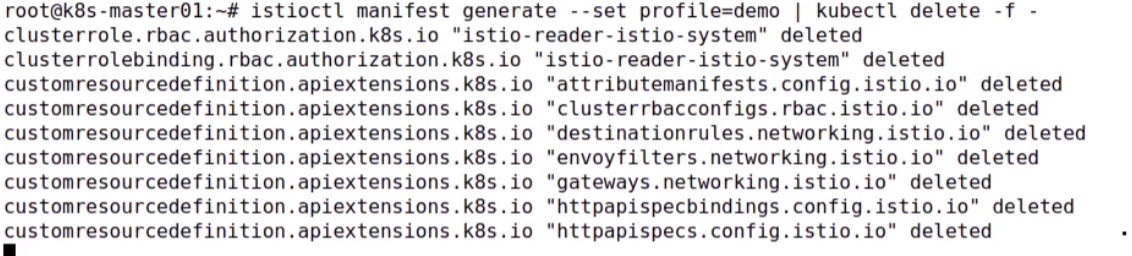 root@k8s-master01:~# istioctl manifest generate --set profile=demo | kubectl delete -f -
clusterrole.rbac.authorization.k8s.io "istio-reader-istio-system" deleted
clusterrolebinding.rbac.authorization.k8s.io "istio-reader-istio-system" deleted
customresourcedefinition.apiextensions.k8s.io "attributemanifests.config.istio.io" deleted
customresourcedefinition.apiextensions.k8s.io "clusterrbacconfigs.rbac.istio.io" deleted
customresourcedefinition.apiextensions.k8s.io "destinationrules.networking.istio.io" deleted
customresourcedefinition.apiextensions.k8s.io "envoyfilters.networking.istio.io" deleted
customresourcedefinition.apiextensions.k8s.io "gateways.networking.istio.io" deleted
customresourcedefinition.apiextensions.k8s.io "httpapispecbindings.config.istio.io" deleted
customresourcedefinition.apiextensions.k8s.io "httpapispecs.config.istio.io" deleted